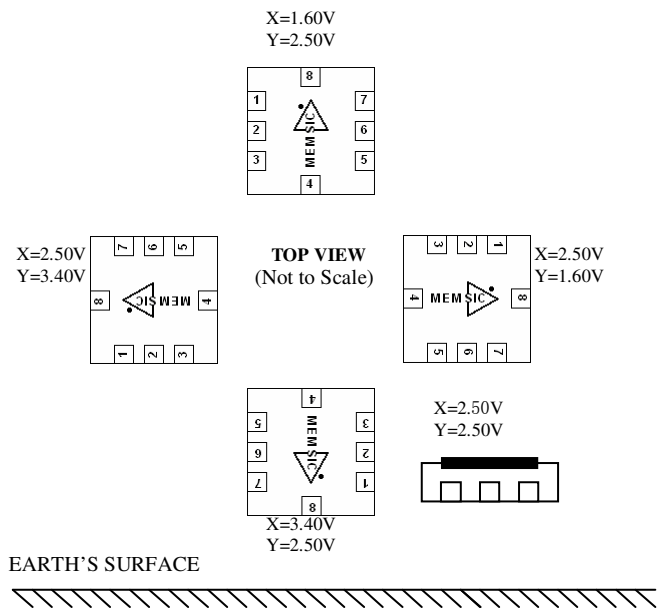 X=1.60V
Y=2.50V
8
1
7
2
6
3
5
4
MEMSIC
X=2.50V
Y=3.40V
7 6 5
8
MEMSIC
4
1 2 3
TOP VIEW
(Not to Scale)
3 2 1
4
MEMSIC
8
5 6 7
X=2.50V
Y=1.60V
4
5
3
6
2
7
1
MEMSIC
8
X=3.40V
Y=2.50V
X=2.50V
Y=2.50V
EARTH'S SURFACE